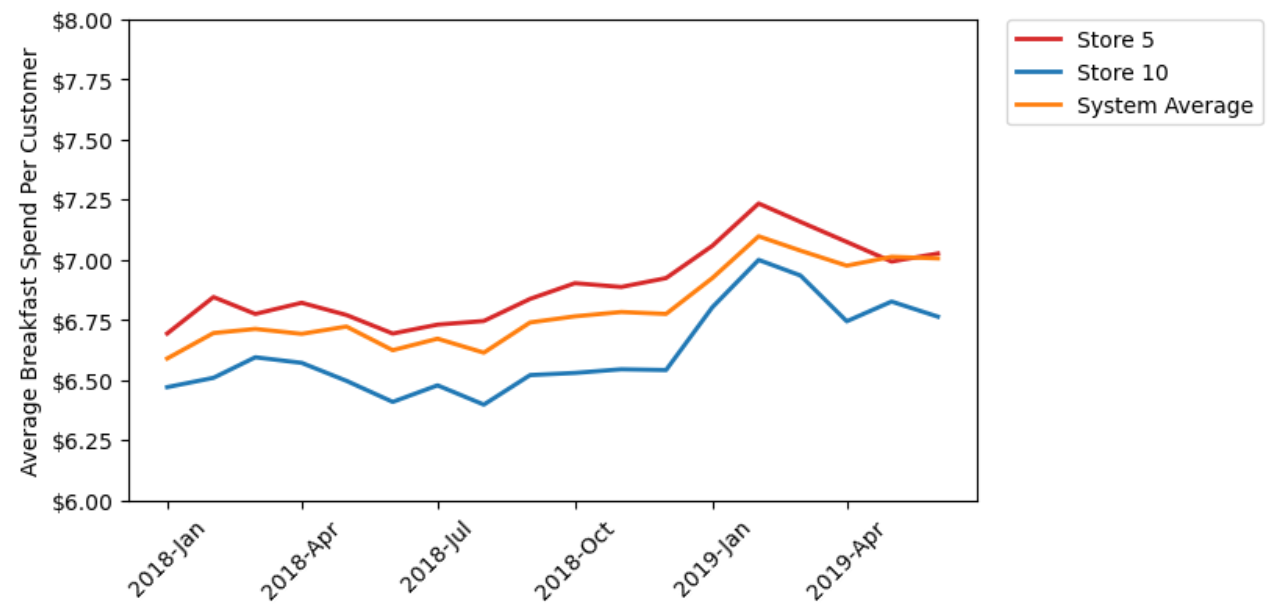 $8.00
$7.75
$7.50
$7.25
$7.00
$6.75
$6.50
$6.25
$6.00
Average Breakfast Spend Per Customer
2018-Jan
2018-Apr
2018-Jul
2018-Oct
2019-Jan
2019-Apr
Store 5
Store 10
System Average